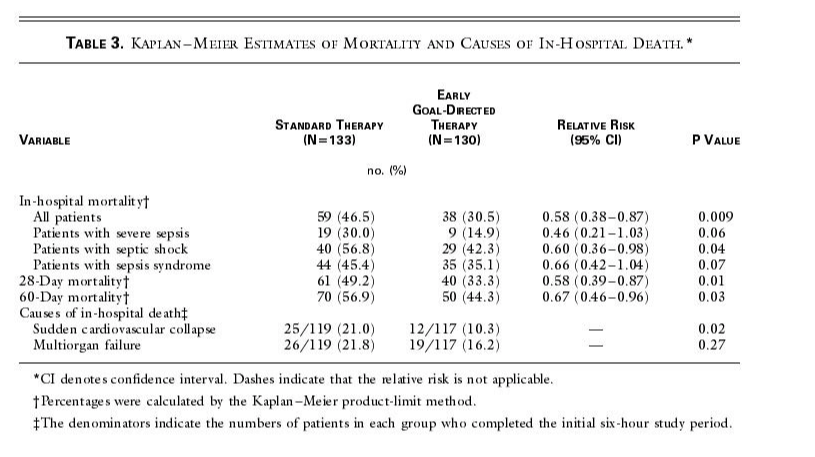 TABLE 3. KAPLAN–MEIER ESTIMATES OF MORTALITY AND CAUSES OF IN-HOSPITAL DEATH.*
VARIABLE STANDARD THERAPY (N=133) EARLY GOAL-DIRECTED THERAPY (N=130) RELATIVE RISK (95% CI) P VALUE
no. (%)
In-hospital mortality†
All patients 59 (46.5) 38 (30.5) 0.58 (0.38–0.87) 0.009
Patients with severe sepsis 19 (30.0) 9 (14.9) 0.46 (0.21–1.03) 0.06
Patients with septic shock 40 (56.8) 29 (42.3) 0.60 (0.36–0.98) 0.04
Patients with sepsis syndrome 44 (45.4) 35 (35.1) 0.66 (0.42–1.04) 0.07
28-Day mortality† 61 (49.2) 40 (33.3) 0.58 (0.39–0.87) 0.01
60-Day mortality† 70 (56.9) 50 (44.3) 0.67 (0.46–0.96) 0.03
Causes of in-hospital death‡
Sudden cardiovascular collapse 25/119 (21.0) 12/117 (10.3) — 0.02
Multiorgan failure 26/119 (21.8) 19/117 (16.2) — 0.27
*CI denotes confidence interval. Dashes indicate that the relative risk is not applicable.
†Percentages were calculated by the Kaplan–Meier product-limit method.
‡The denominators indicate the numbers of patients in each group who completed the initial six-hour study period.